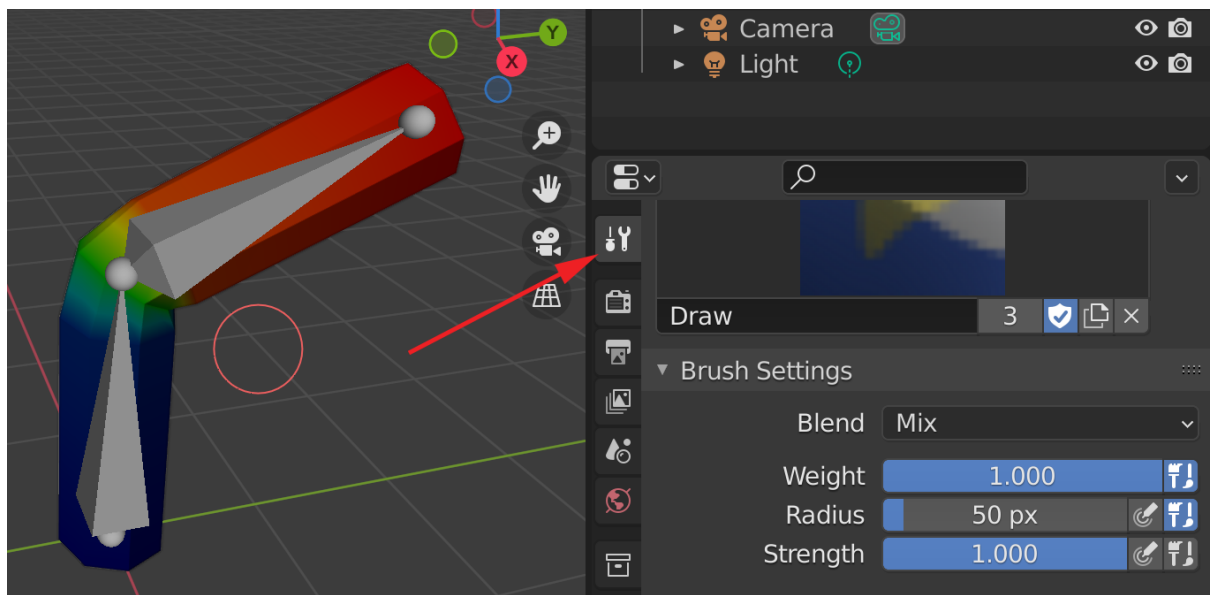 Y
X
Camera
Light
Draw 3
Brush Settings
Blend Mix
Weight 1.000
Radius 50 px
Strength 1.000